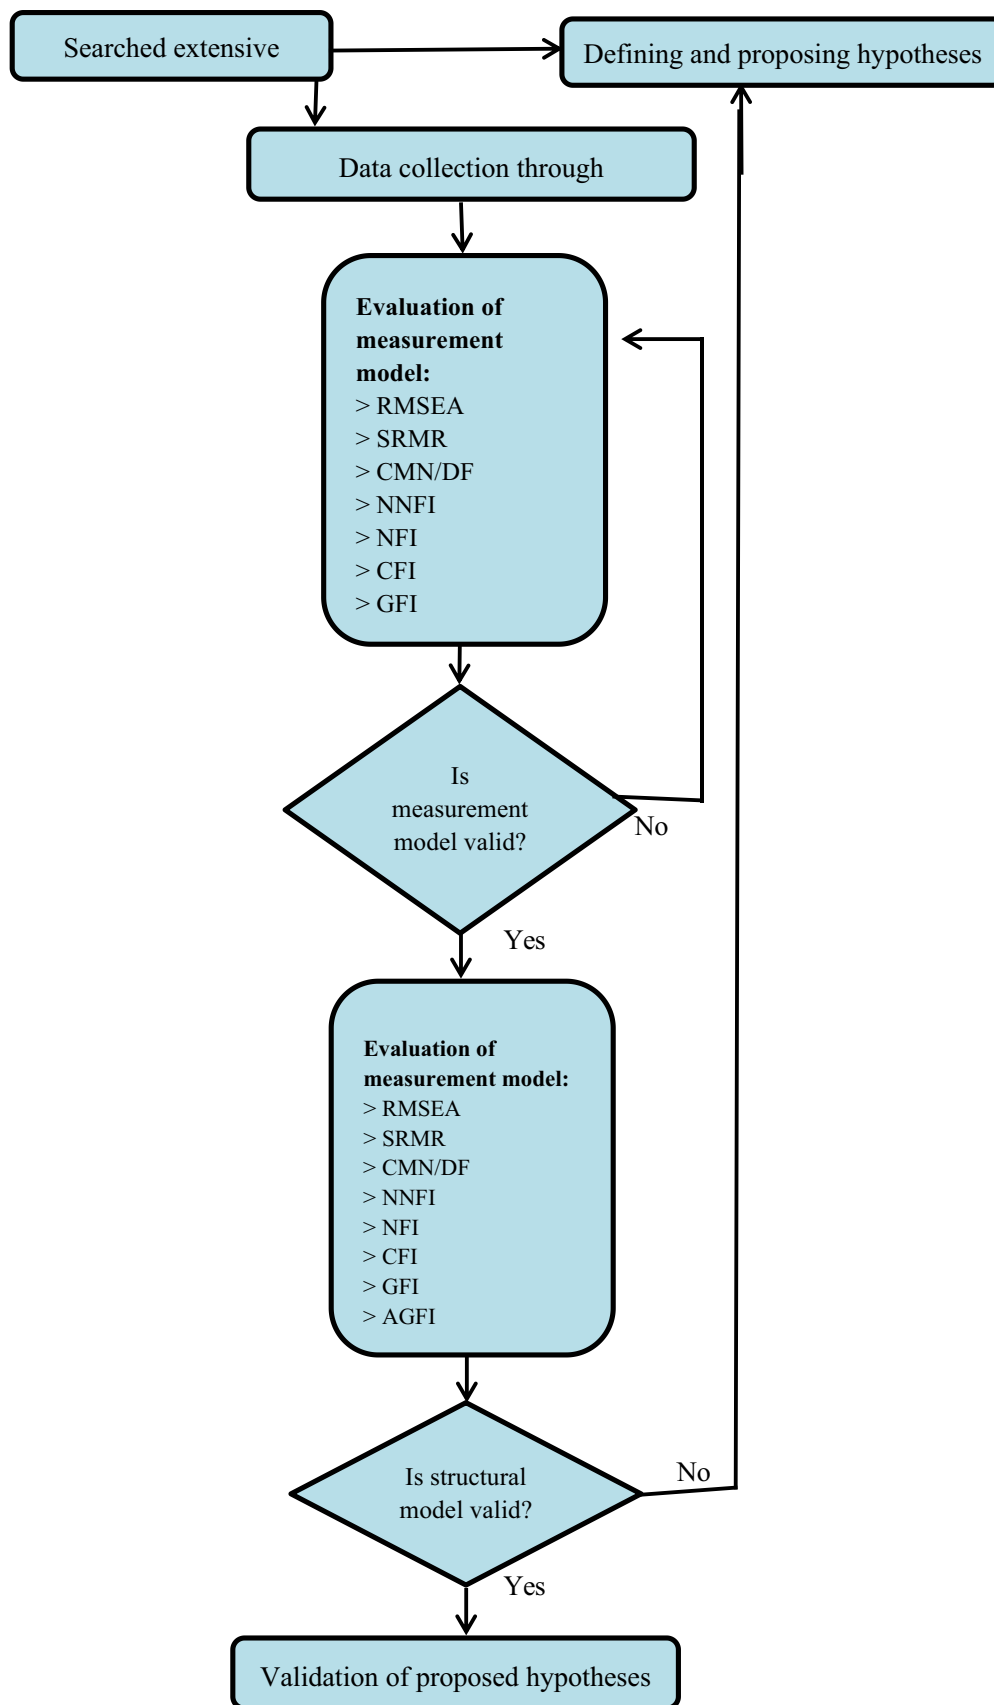 Searched extensive
Defining and proposing hypotheses
Data collection through
Evaluation of
measurement
model:
> RMSEA
> SRMR
> CMN/DF
> NNFI
> NFI
> CFI
> GFI
Is
measurement
model valid?
No
Yes
Evaluation of
measurement model:
> RMSEA
> SRMR
> CMN/DF
> NNFI
> NFI
> CFI
> GFI
> AGFI
Is structural
model valid?
No
Yes
Validation of proposed hypotheses